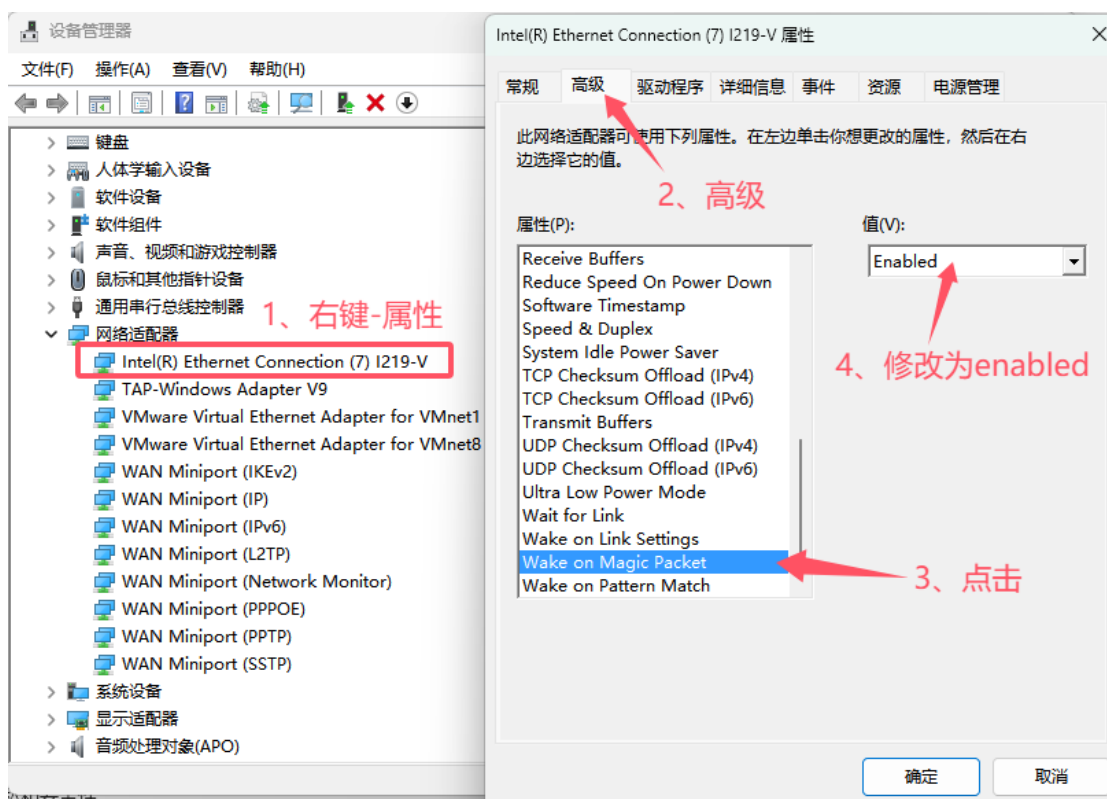 设备管理器
文件(F) 操作(A) 查看(V) 帮助(H)
键盘
人体学输入设备
软件设备
软件组件
声音、视频和游戏控制器
鼠标和其他指针设备
通用串行总线控制器
1、右键-属性
网络适配器
Intel(R) Ethernet Connection (7) I219-V
TAP-Windows Adapter V9
VMware Virtual Ethernet Adapter for VMnet1
VMware Virtual Ethernet Adapter for VMnet8
WAN Miniport (IKEv2)
WAN Miniport (IP)
WAN Miniport (IPv6)
WAN Miniport (L2TP)
WAN Miniport (Network Monitor)
WAN Miniport (PPPOE)
WAN Miniport (PPTP)
WAN Miniport (SSTP)
系统设备
显示适配器
音频处理对象(APO)
Intel(R) Ethernet Connection (7) I219-V 属性
常规 高级 驱动程序 详细信息 事件 资源 电源管理
此网络适配器可使用下列属性。在左边单击你想更改的属性，然后在右
边选择它的值。
2、高级
属性(P):
值(V):
Receive Buffers
Reduce Speed On Power Down
Software Timestamp
Speed & Duplex
System Idle Power Saver
TCP Checksum Offload (IPv4)
TCP Checksum Offload (IPv6)
Transmit Buffers
UDP Checksum Offload (IPv4)
UDP Checksum Offload (IPv6)
Ultra Low Power Mode
Wait for Link
Wake on Link Settings
Wake on Magic Packet
Wake on Pattern Match
Enabled
4、修改为enabled
3、点击
确定 取消